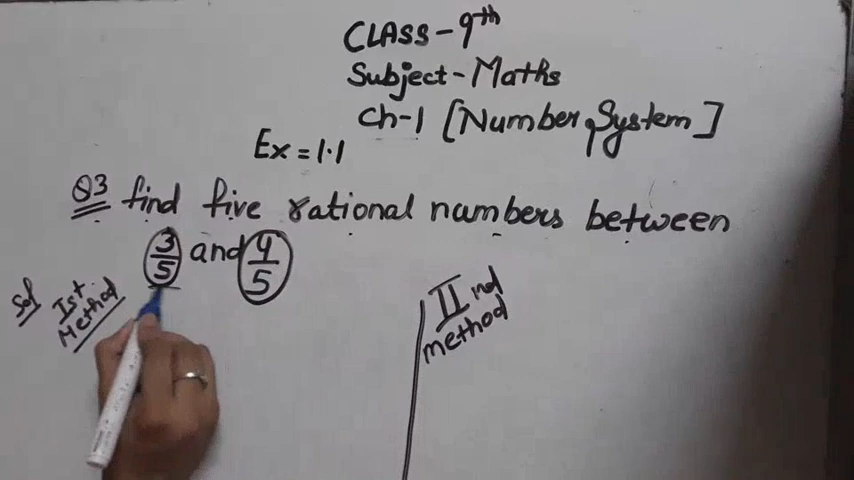 CLASS-9th
Subject-Maths
Ch-1 [Number System]
Ex = 1.1
Q3 find five rational numbers between
3/5 and 4/5
Sol Ist Method
IInd method